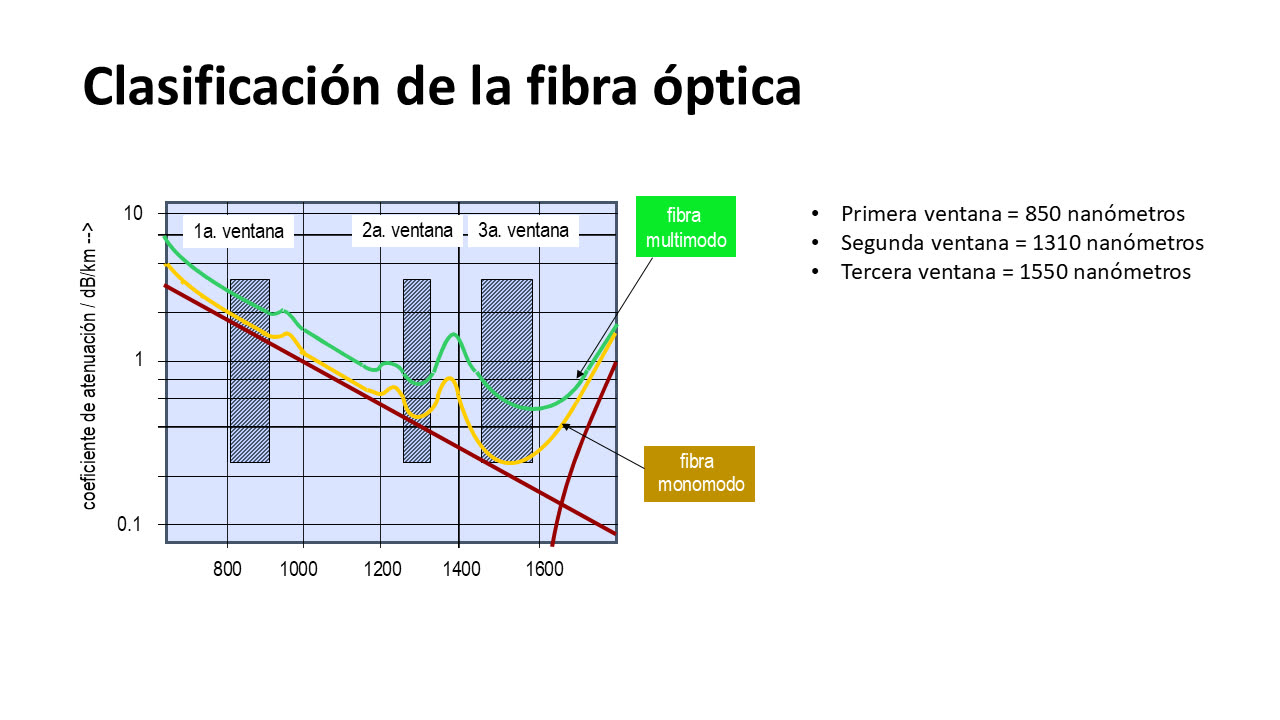 Clasificación de la fibra óptica
coeficiente de atenuación / dB/km -->
10
1
0.1
1a. ventana
2a. ventana
3a. ventana
800
1000
1200
1400
1600
fibra
multimodo
fibra
monomodo
• Primera ventana = 850 nanómetros
• Segunda ventana = 1310 nanómetros
• Tercera ventana = 1550 nanómetros